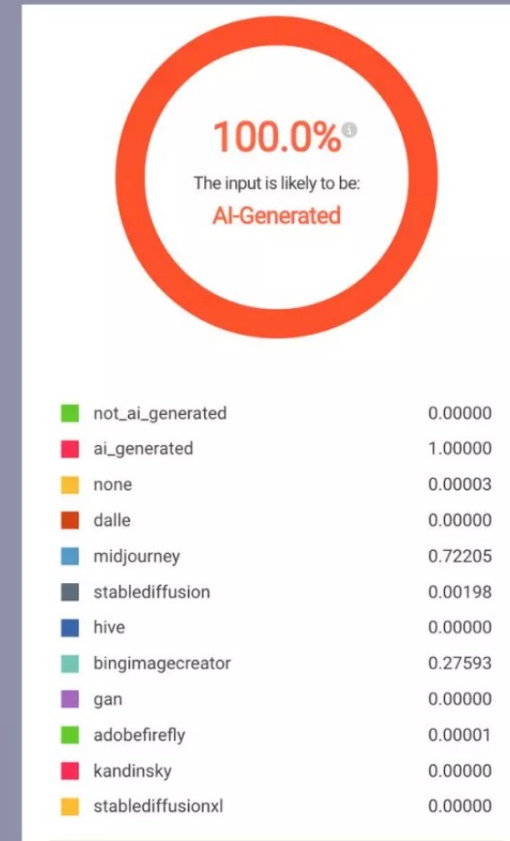 100.0%
The input is likely to be:
AI-Generated
not_ai_generated 0.00000
ai_generated 1.00000
none 0.00003
dalle 0.00000
midjourney 0.72205
stablediffusion 0.00198
hive 0.00000
bingimagecreator 0.27593
gan 0.00000
adobefirefly 0.00001
kandinsky 0.00000
stablediffusionxl 0.00000